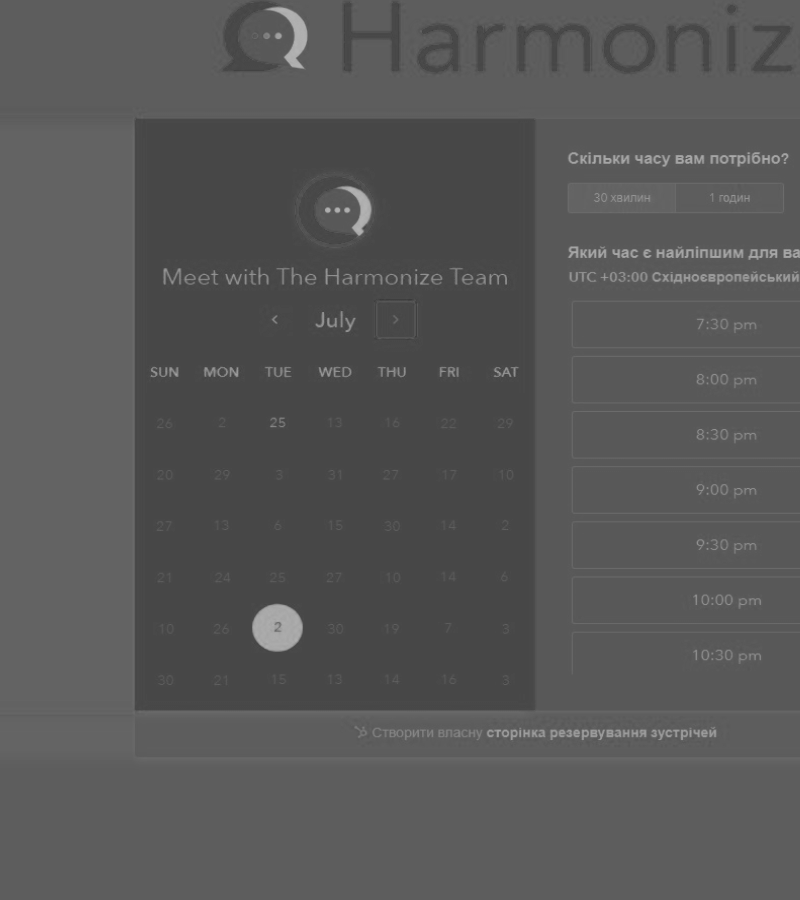 Harmoniz
Meet with The Harmonize Team
July
SUN MON TUE WED THU FRI SAT
26 2 25 13 16 22 29
20 29 3 31 27 17 10
27 13 6 15 30 14 2
21 24 25 27 10 14 6
10 26 2 30 19 7 3
30 21 15 13 14 16 3
Скільки часу вам потрібно?
30 хвилин 1 годин
Який час є найліпшим для ва
UTC +03:00 Східноєвропейський
7:30 pm
8:00 pm
8:30 pm
9:00 pm
9:30 pm
10:00 pm
10:30 pm
Створити власну сторінка резервування зустрічей